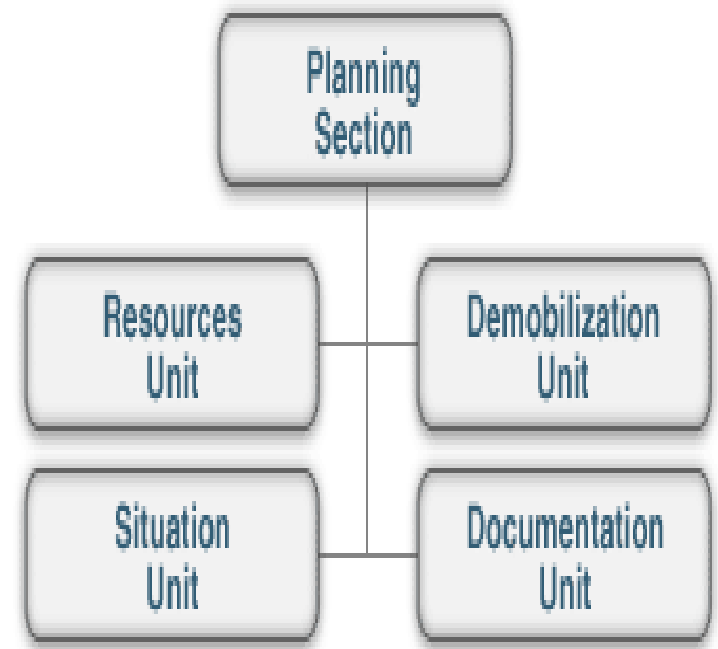 Planning
Section
Resources
Unit
Demobilization
Unit
Situation
Unit
Documentation
Unit